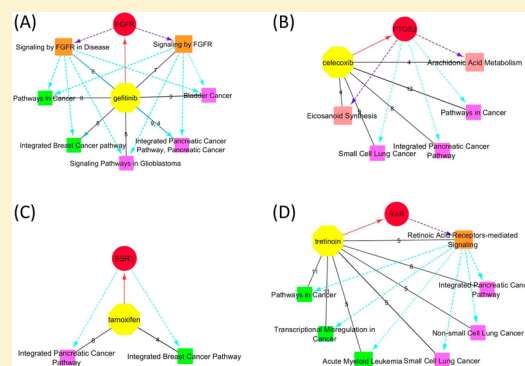 (A)
EGFR
Signaling by FGFR in Disease
Signaling by FGFR
6
7
gefitinib
Pathways in Cancer
8
3
Bladder Cancer
8
5
9, 4
Integrated Breast Cancer pathway
Integrated Pancreatic Cancer
Pathway, Pancreatic Cancer
Signaling Pathways in Glioblastoma
(B)
PTGS2
celecoxib
4
Arachidonic Acid Metabolism
12
8
Pathways in Cancer
Eicosanoid Synthesis
Small Cell Lung Cancer
Integrated Pancreatic Cancer
Pathway
(C)
ESR1
tamoxifen
6
4
Integrated Pancreatic Cancer
Pathway
Integrated Breast Cancer Pathway
(D)
RAR
Retinoic Acid Receptors-mediated
Signaling
tretinoin
5
8
11
Integrated Pancreatic Cancer
Pathway
Pathways in Cancer
5
5
5
Transcriptional Misregulation in
Cancer
Non-small Cell Lung Cancer
Acute Myeloid Leukemia
Small Cell Lung Cancer